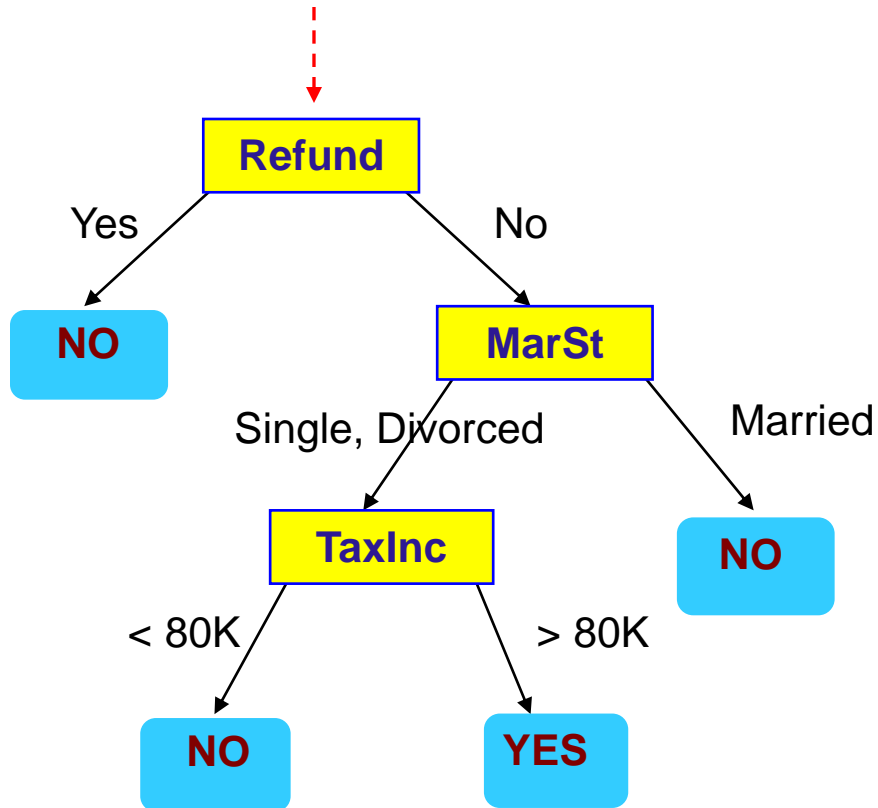 Refund
Yes
No
NO
MarSt
Single, Divorced
Married
TaxInc
NO
< 80K
> 80K
NO
YES